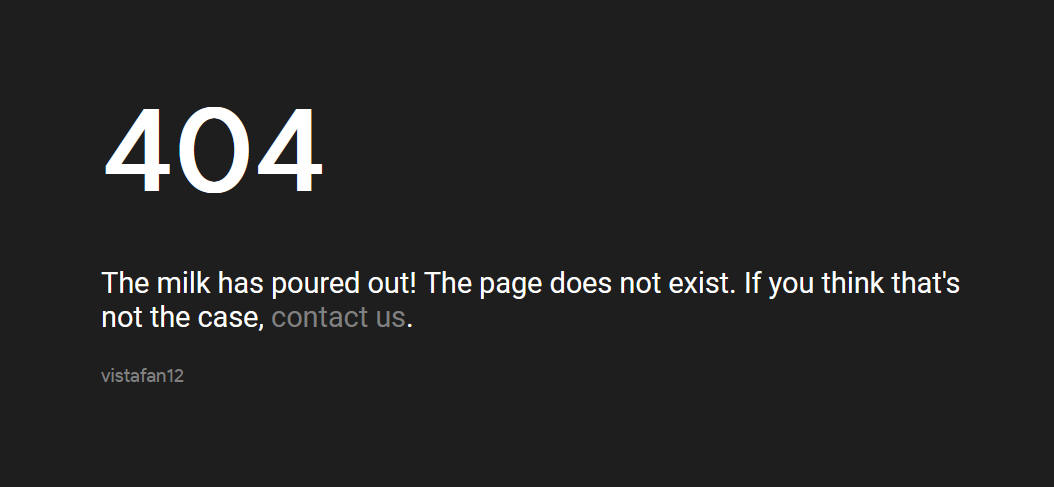 404
The milk has poured out! The page does not exist. If you think that's
not the case, contact us.
vistafan12